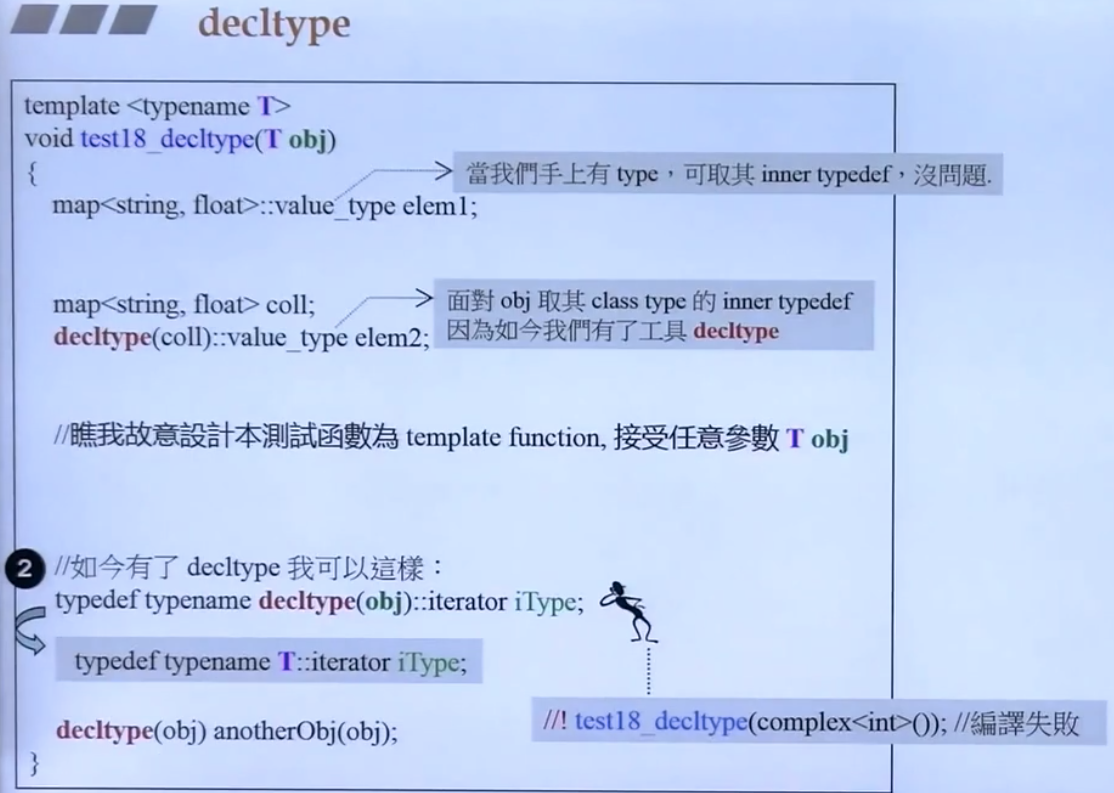 decltype
template <typename T>
void test18_decltype(T obj)
{
當我們手上有 type，可取其 inner typedef，沒問題.
map<string, float>::value_type elem1;
map<string, float> coll;
面對 obj 取其 class type 的 inner typedef
因為如今我們有了工具 decltype
decltype(coll)::value_type elem2;
//瞧我故意設計本測試函數為 template function, 接受任意參數 T obj
2
//如今有了 decltype 我可以這樣：
typedef typename decltype(obj)::iterator iType;
typedef typename T::iterator iType;
decltype(obj) anotherObj(obj);
//! test18_decltype(complex<int>()); //編譯失敗
}